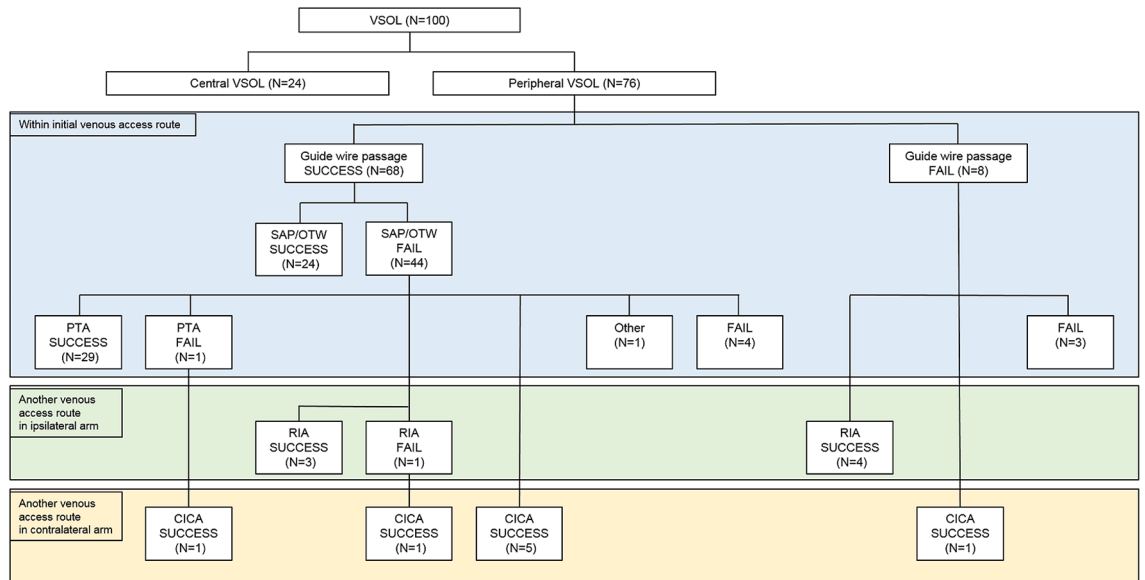 VSOL (N=100)
Central VSOL (N=24)
Peripheral VSOL (N=76)
Within initial venous access route
Guide wire passage
SUCCESS (N=68)
Guide wire passage
FAIL (N=8)
SAP/OTW
SUCCESS
(N=24)
SAP/OTW
FAIL
(N=44)
PTA
SUCCESS
(N=29)
PTA
FAIL
(N=1)
Other
(N=1)
FAIL
(N=4)
FAIL
(N=3)
Another venous
access route
in ipsilateral arm
RIA
SUCCESS
(N=3)
RIA
FAIL
(N=1)
RIA
SUCCESS
(N=4)
Another venous
access route
in contralateral arm
CICA
SUCCESS
(N=1)
CICA
SUCCESS
(N=1)
CICA
SUCCESS
(N=5)
CICA
SUCCESS
(N=1)